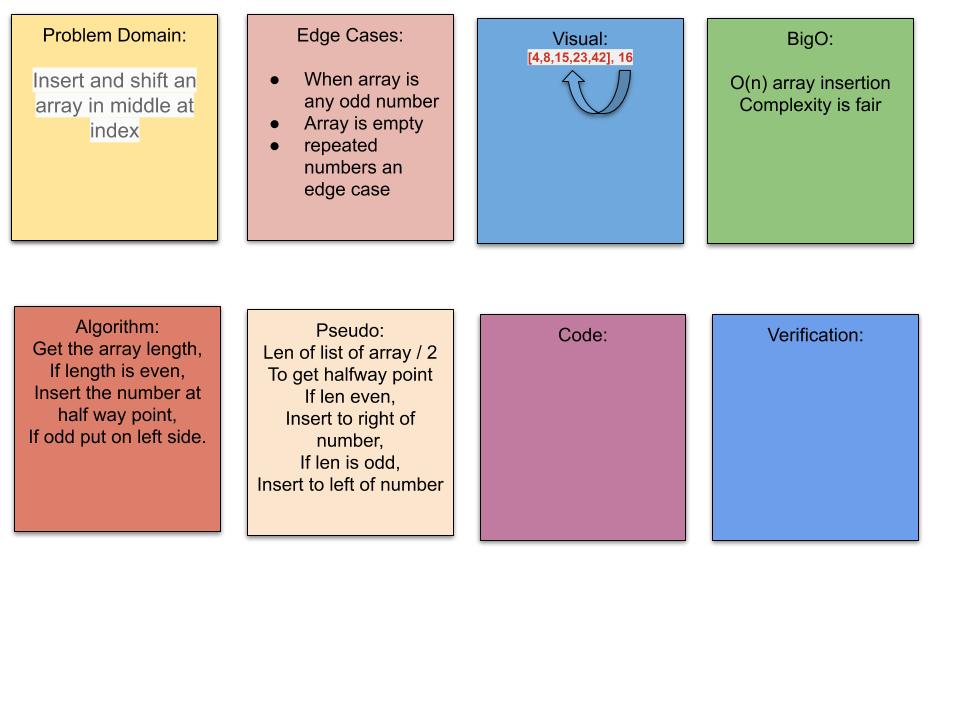 Problem Domain:
Insert and shift an
array in middle at
index
Edge Cases:
● When array is
any odd number
● Array is empty
● repeated
numbers an
edge case
Visual:
[4,8,15,23,42], 16
BigO:
O(n) array insertion
Complexity is fair
Algorithm:
Get the array length,
If length is even,
Insert the number at
half way point,
If odd put on left side.
Pseudo:
Len of list of array / 2
To get halfway point
If len even,
Insert to right of
number,
If len is odd,
Insert to left of number
Code:
Verification: